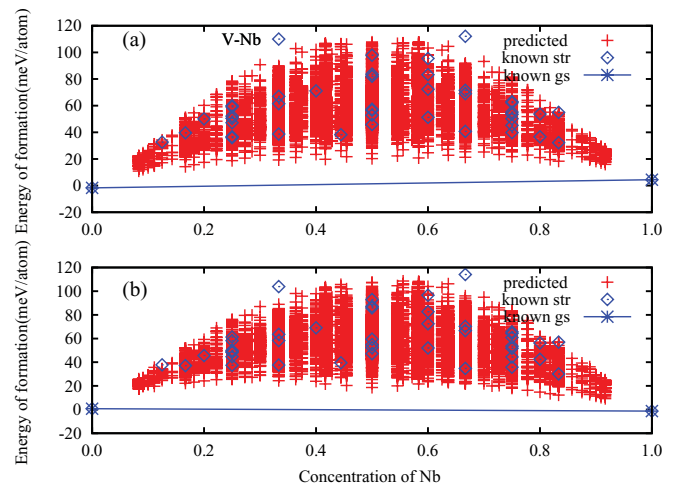 Energy of formation(meV/atom)
120
100
80
60
40
20
0
-20
(a)
V-Nb
predicted
known str
known gs
0.0 0.2 0.4 0.6 0.8 1.0
Energy of formation(meV/atom)
120
100
80
60
40
20
0
-20
(b)
predicted
known str
known gs
0.0 0.2 0.4 0.6 0.8 1.0
Concentration of Nb